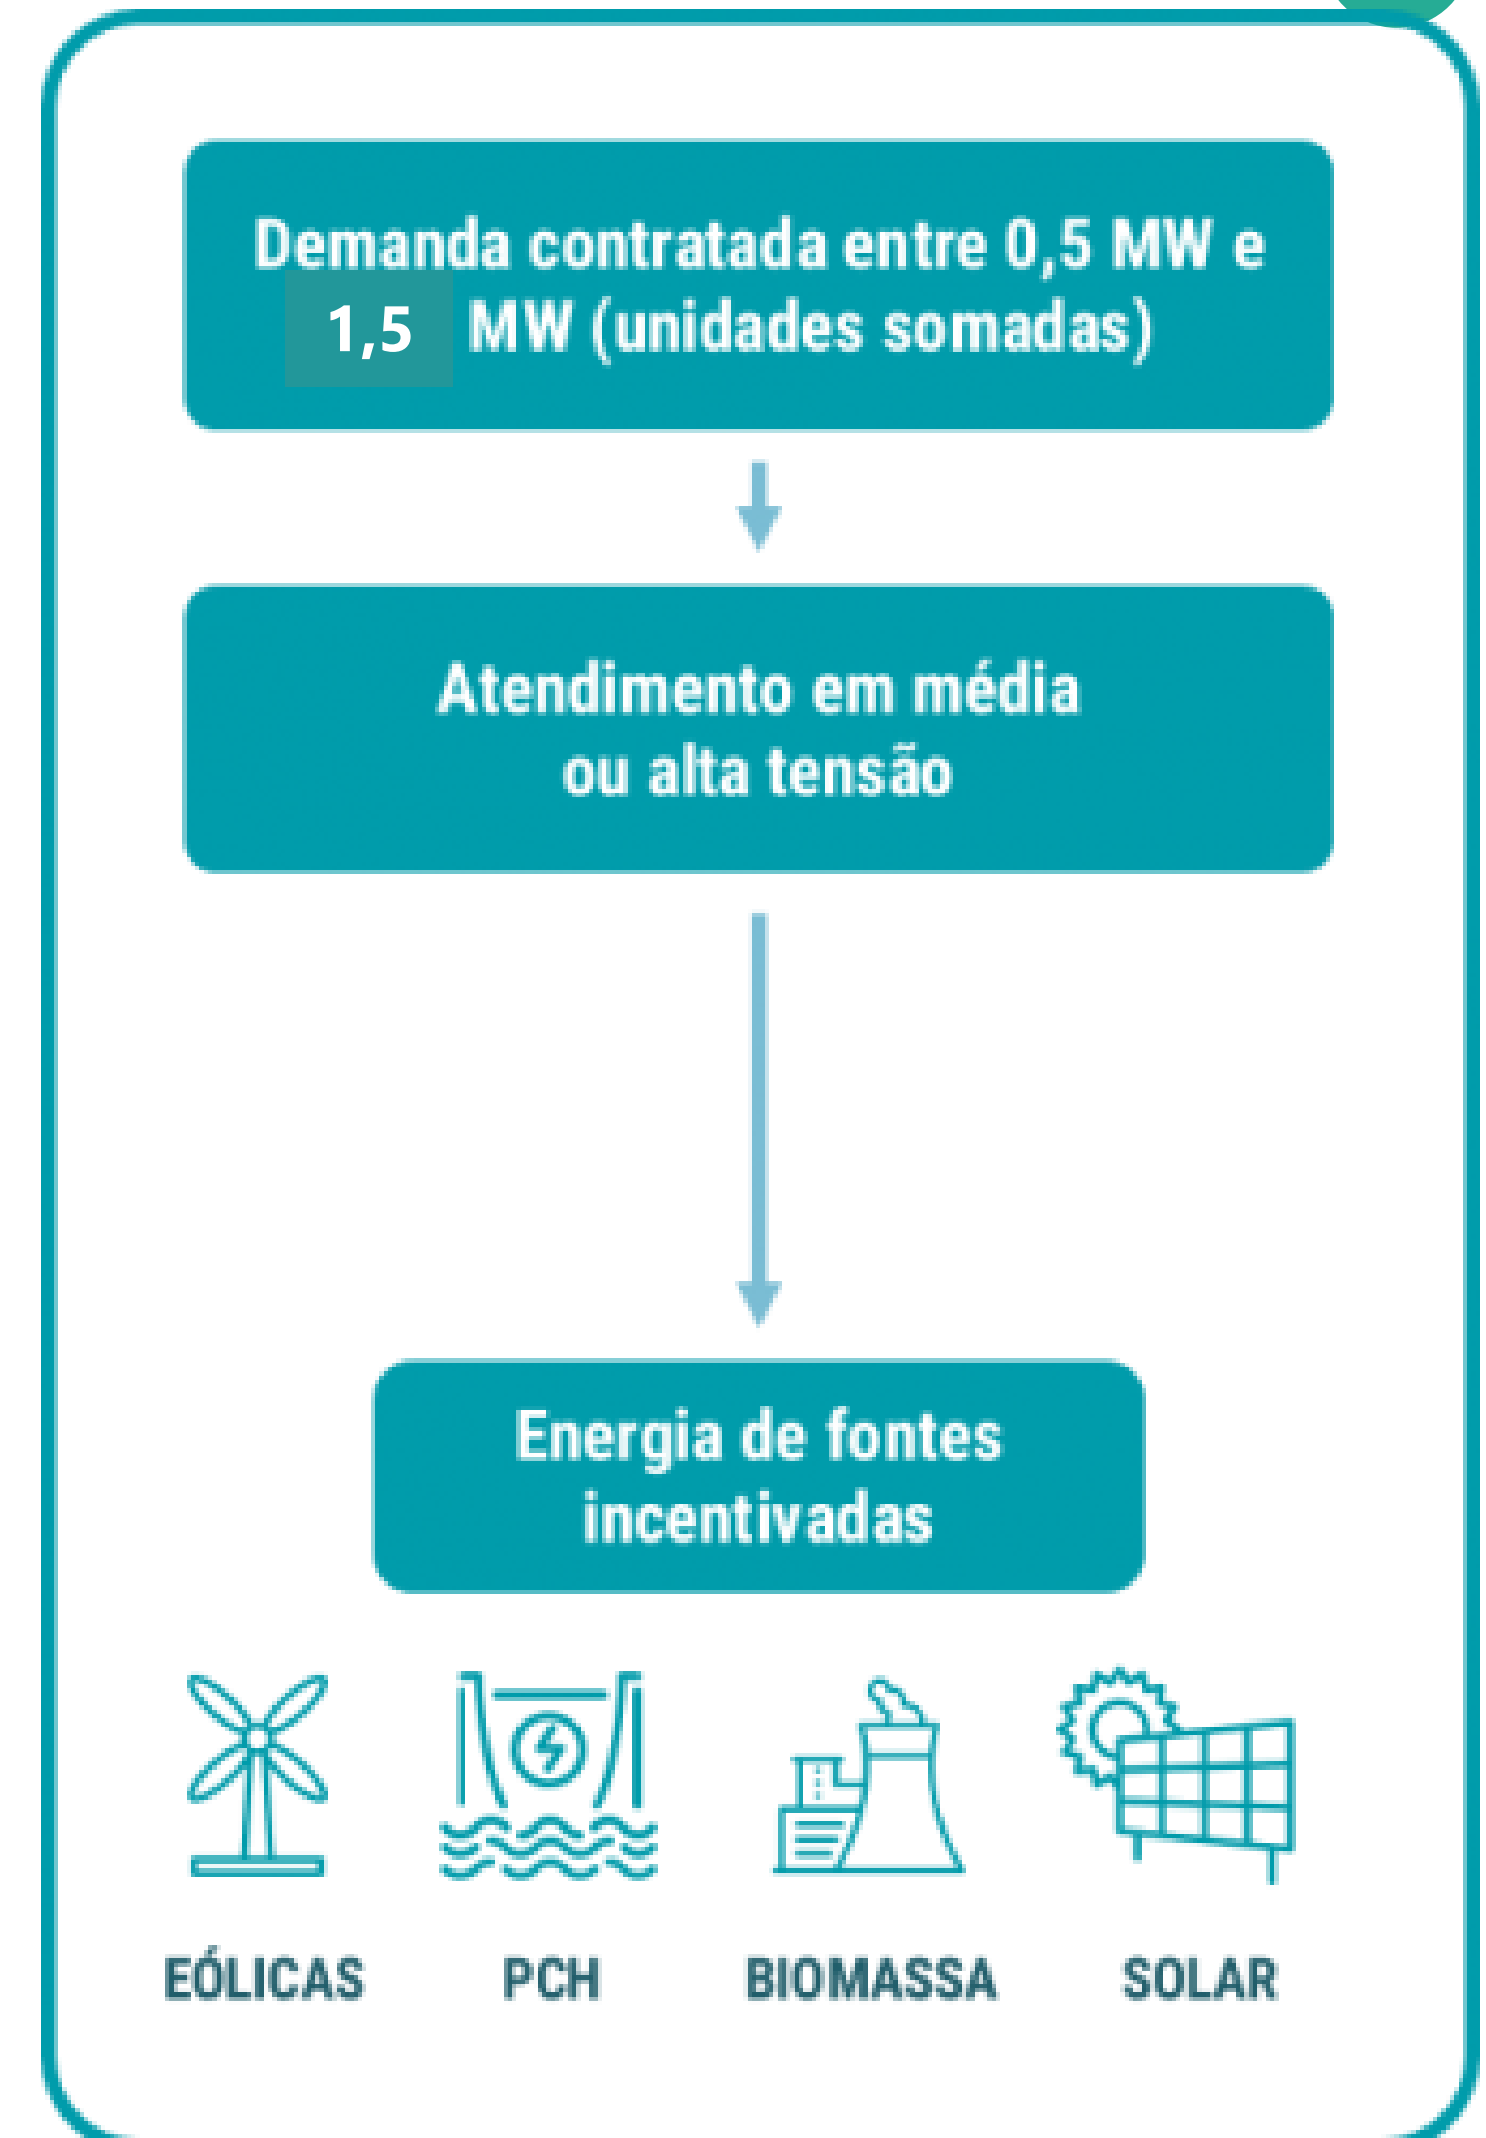 Demanda contratada entre 0,5 MW e
1,5 MW (unidades somadas)
Atendimento em média
ou alta tensão
Energia de fontes
incentivadas
EÓLICAS PCH BIOMASSA SOLAR